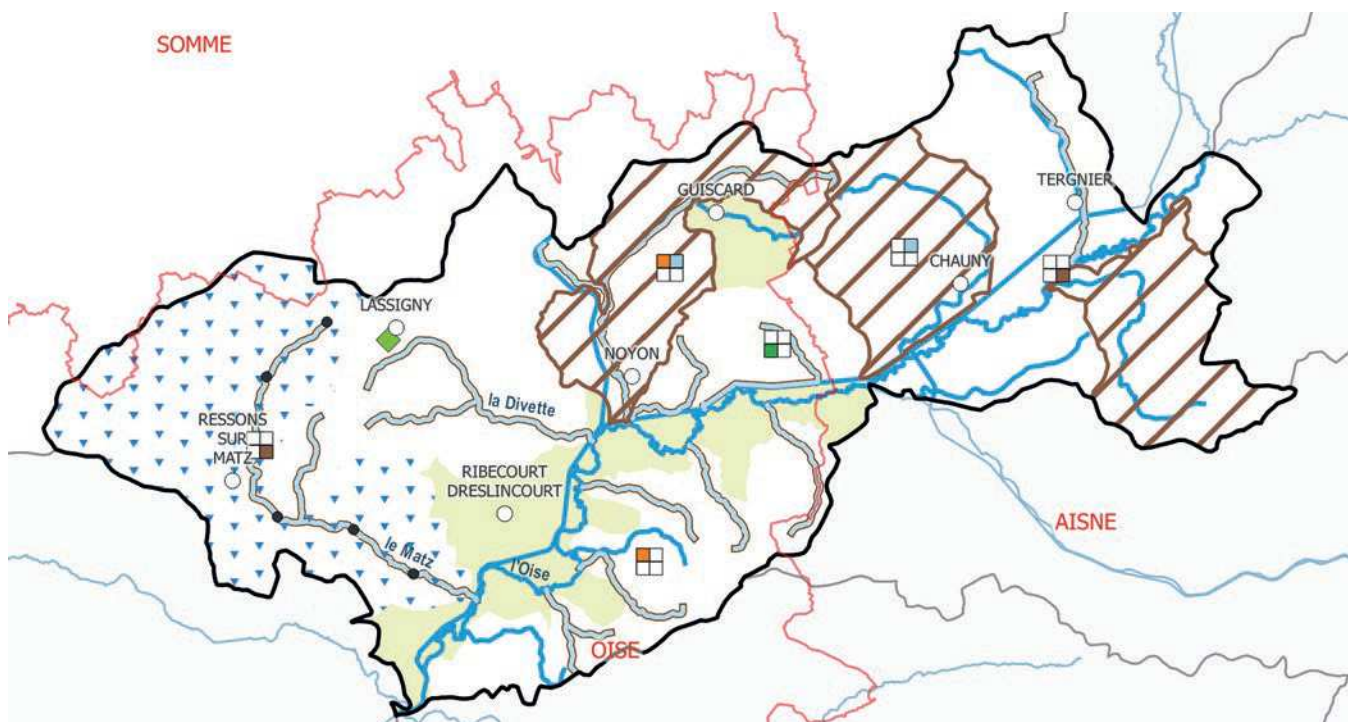 SOMME
GUISCARD
TERGNIER
CHAUNY
LASSIGNY
NOYON
la Divette
RESSONS
SUR
MATZ
RIBECOURT
DRESLINCOURT
le Matz
l'Oise
AISNE
OISE